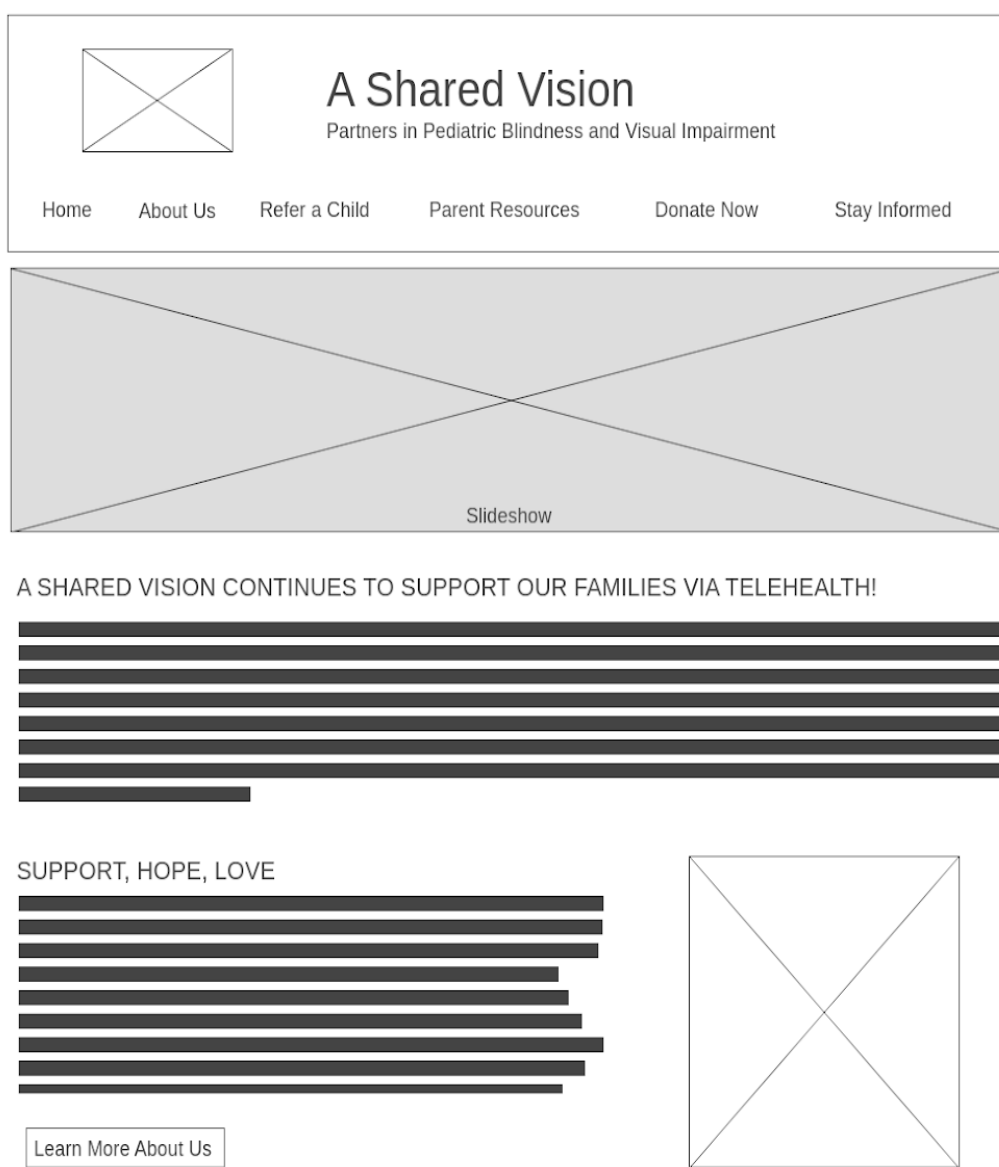 A Shared Vision
Partners in Pediatric Blindness and Visual Impairment
Home About Us Refer a Child Parent Resources Donate Now Stay Informed
Slideshow
A SHARED VISION CONTINUES TO SUPPORT OUR FAMILIES VIA TELEHEALTH!
SUPPORT, HOPE, LOVE
Learn More About Us